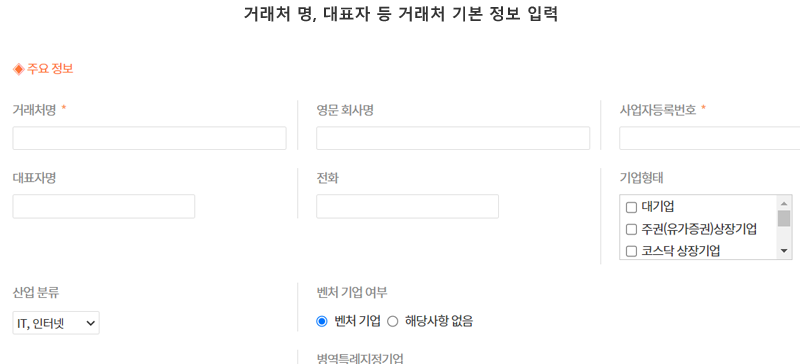 거래처 명, 대표자 등 거래처 기본 정보 입력
주요 정보
거래처명 *
영문 회사명
사업자등록번호 *
대표자명
전화
기업형태
대기업
주권(유가증권)상장기업
코스닥 상장기업
산업 분류
벤처 기업 여부
IT, 인터넷
벤처 기업 해당사항 없음
병역특례지정기업